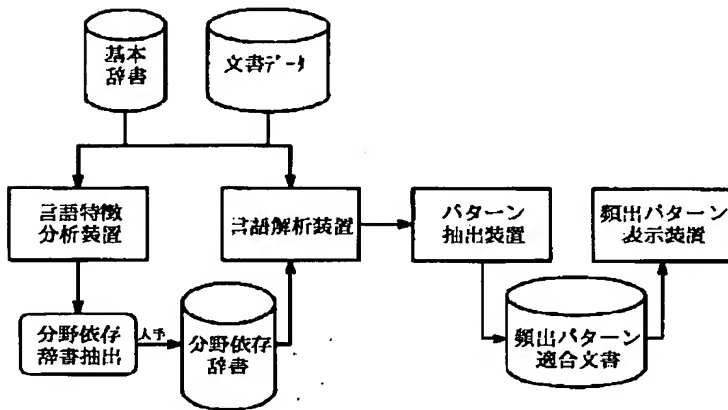 基本
辞書
文書データ
言語特徴
分析装置
言語解析装置
パターン
抽出装置
頻出パターン
表示装置
分野依存
辞書抽出
人手
分野依存
辞書
頻出パターン
適合文書